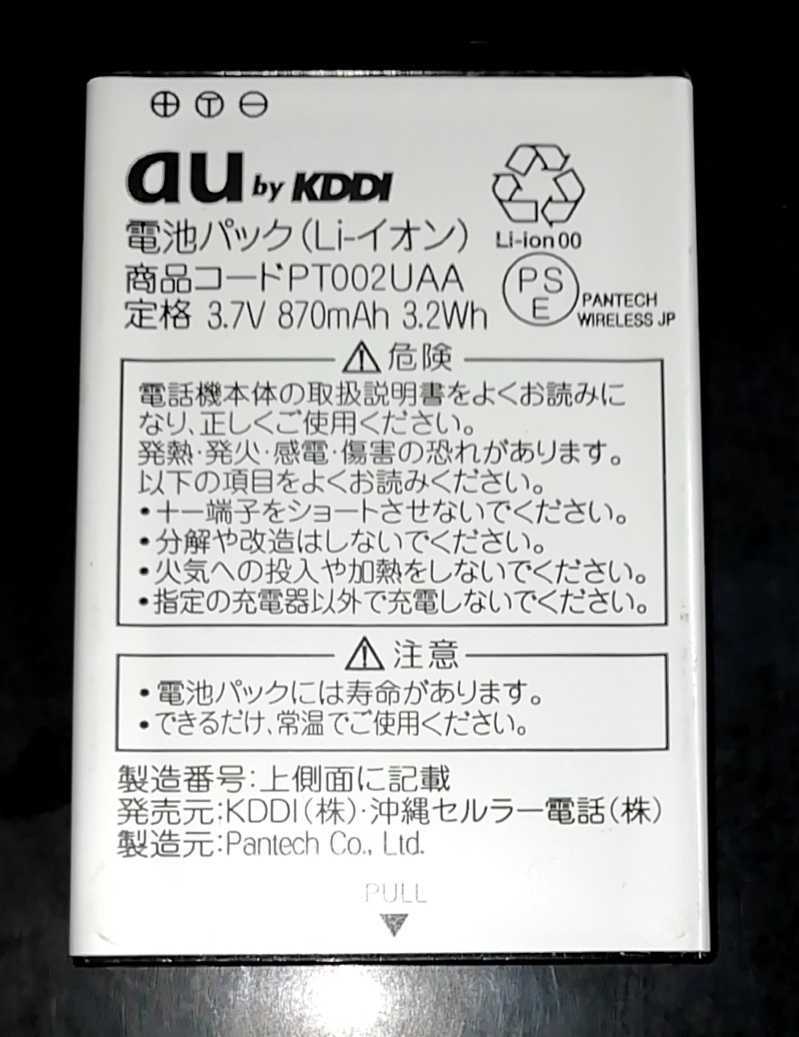 ⊕ Ⓣ ⊖
au by KDDI
電池パック(Li-イオン)
Li-ion 00
商品コードPT002UAA
定格 3.7V 870mAh 3.2Wh
PS
E
PANTECH
WIRELESS JP
危険
電話機本体の取扱説明書をよくお読みに
なり、正しくご使用ください。
発熱・発火・感電・傷害の恐れがあります。
以下の項目をよくお読みください。
・＋－端子をショートさせないでください。
・分解や改造はしないでください。
・火気への投入や加熱をしないでください。
・指定の充電器以外で充電しないでください。
注意
・電池パックには寿命があります。
・できるだけ、常温でご使用ください。
製造番号:上側面に記載
発売元:KDDI(株)・沖縄セルラー電話(株)
製造元:Pantech Co., Ltd.
PULL